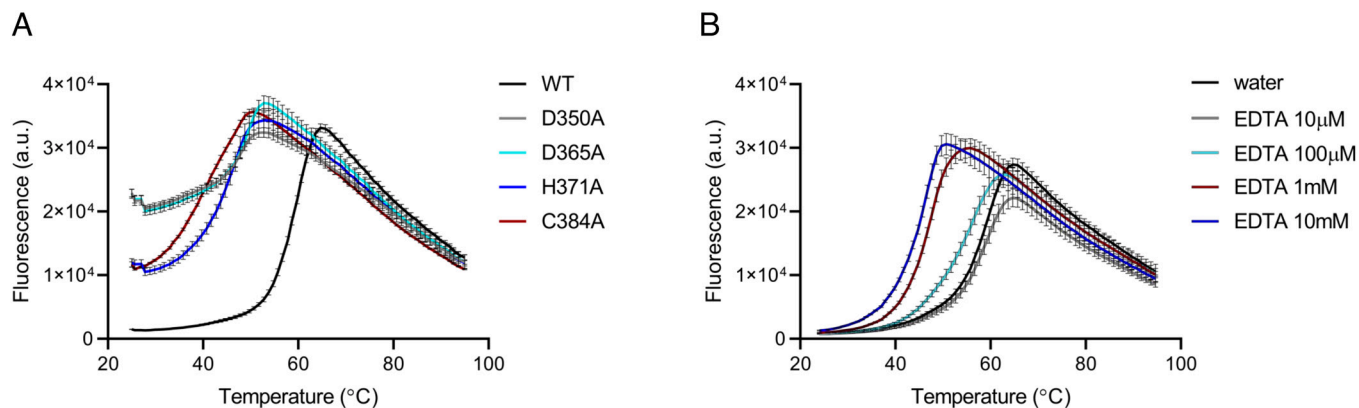 A
B
Fluorescence (a.u.)
4×10⁴
3×10⁴
2×10⁴
1×10⁴
0
20
40
60
80
100
Temperature (°C)
WT
D350A
D365A
H371A
C384A
Fluorescence (a.u.)
4×10⁴
3×10⁴
2×10⁴
1×10⁴
0
20
40
60
80
100
Temperature (°C)
water
EDTA 10μM
EDTA 100μM
EDTA 1mM
EDTA 10mM